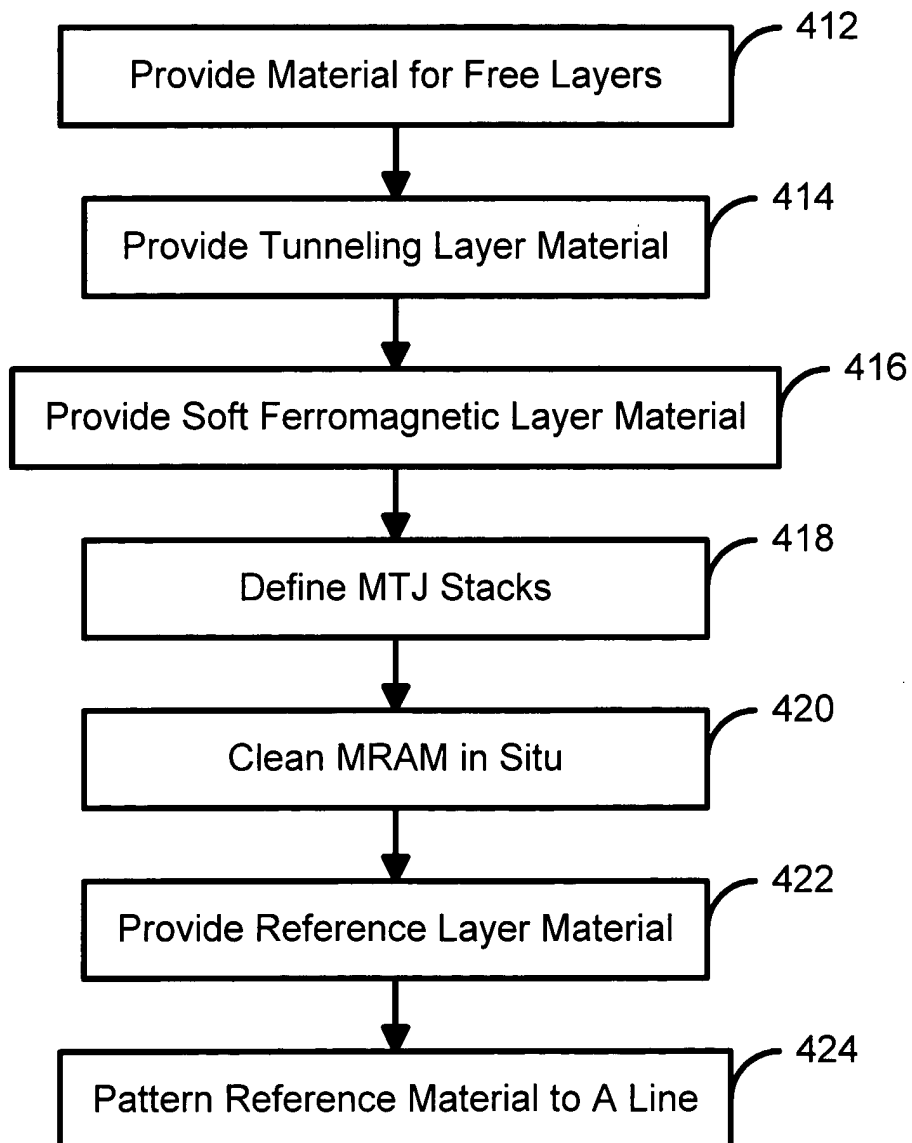 412
Provide Material for Free Layers
414
Provide Tunneling Layer Material
416
Provide Soft Ferromagnetic Layer Material
418
Define MTJ Stacks
420
Clean MRAM in Situ
422
Provide Reference Layer Material
424
Pattern Reference Material to A Line